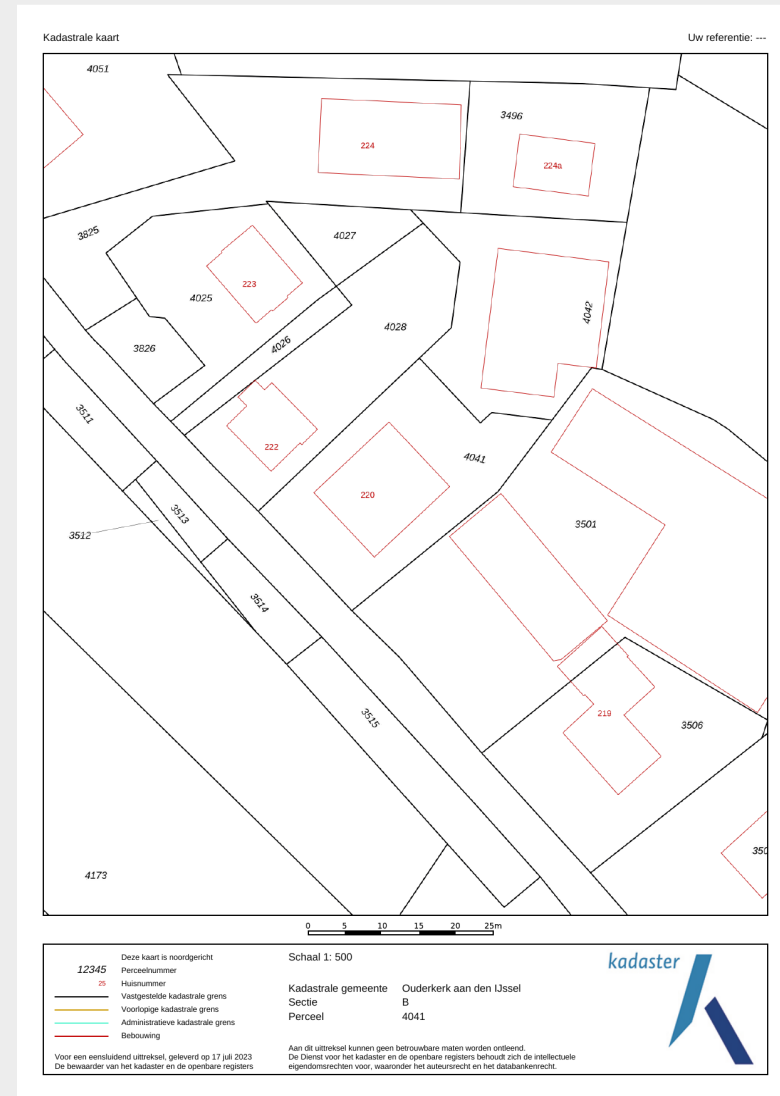 Kadastrale kaart
Uw referentie: ---
4051
3496
224
224a
3825
4027
223
4025
4042
4028
4026
3826
3511
222
4041
220
3513
3501
3512
3514
3515
219
3506
350
4173
0 5 10 15 20 25m
Deze kaart is noordgericht
12345 Perceelnummer
25 Huisnummer
Vastgestelde kadastrale grens
Voorlopige kadastrale grens
Administratieve kadastrale grens
Bebouwing
Voor een eensluidend uittreksel, geleverd op 17 juli 2023
De bewaarder van het kadaster en de openbare registers
Schaal 1: 500
Kadastrale gemeente Ouderkerk aan den IJssel
Sectie B
Perceel 4041
Aan dit uittreksel kunnen geen betrouwbare maten worden ontleend.
De Dienst voor het kadaster en de openbare registers behoudt zich de intellectuele
eigendomsrechten voor, waaronder het auteursrecht en het databankenrecht.
kadaster